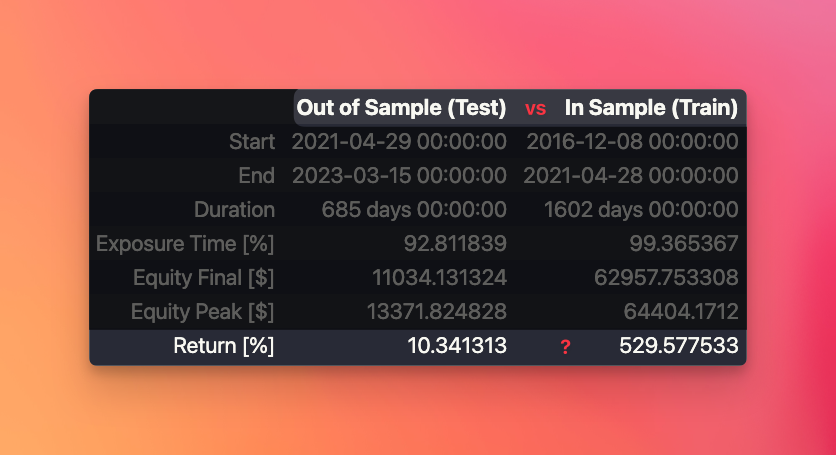 Out of Sample (Test) vs In Sample (Train)
Start 2021-04-29 00:00:00 2016-12-08 00:00:00
End 2023-03-15 00:00:00 2021-04-28 00:00:00
Duration 685 days 00:00:00 1602 days 00:00:00
Exposure Time [%] 92.811839 99.365367
Equity Final [$] 11034.131324 62957.753308
Equity Peak [$] 13371.824828 64404.1712
Return [%] 10.341313 ? 529.577533